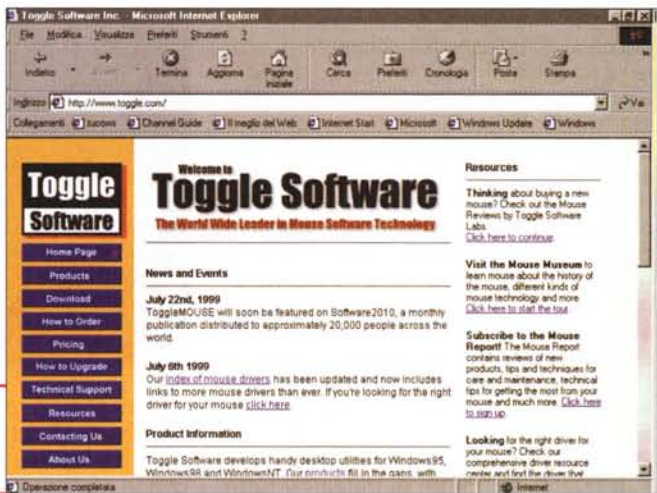 Toggle Software Inc. - Microsoft Internet Explorer
File Modifica Visualizza Preferiti Strumenti ?
Indietro Termina Aggiorna Pagina iniziale Cerca Preferiti Cronologia Posta Stampa
Indirizzo http://www.toggle.com/ Vai
Collegamenti tucows Channel Guide Il meglio del Web Internet Start Microsoft Windows Update Windows
Toggle
Software
Home Page
Products
Download
How to Order
Pricing
How to Upgrade
Technical Support
Resources
Contacting Us
About Us
Welcome to
Toggle Software
The World Wide Leader in Mouse Software Technology
News and Events
July 22nd, 1999
ToggleMOUSE will soon be featured on Software2010, a monthly
publication distributed to approximately 20,000 people across the
world.
July 6th 1999
Our index of mouse drivers has been updated and now includes
links to more mouse drivers than ever. If you're looking for the right
driver for your mouse click here.
Product Information
Toggle Software develops handy desktop utilities for Windows95,
Windows98 and WindowsNT. Our products fill in the gaps, with
Resources
Thinking about buying a new
mouse? Check out the Mouse
Reviews by Toggle Software
Labs.
Click here to continue.
Visit the Mouse Museum to
learn mouse about the history of
the mouse, different kinds of
mouse technology and more.
Click here to start the tour.
Subscribe to the Mouse
Report! The Mouse Report
contains reviews of new
products, tips and techniques for
care and maintenance, technical
tips for getting the most from your
mouse and much more. Click here
to sign up.
Looking for the right driver for
your mouse? Check our
comprehensive driver resource
center and find the driver that
Operazione completata
Internet